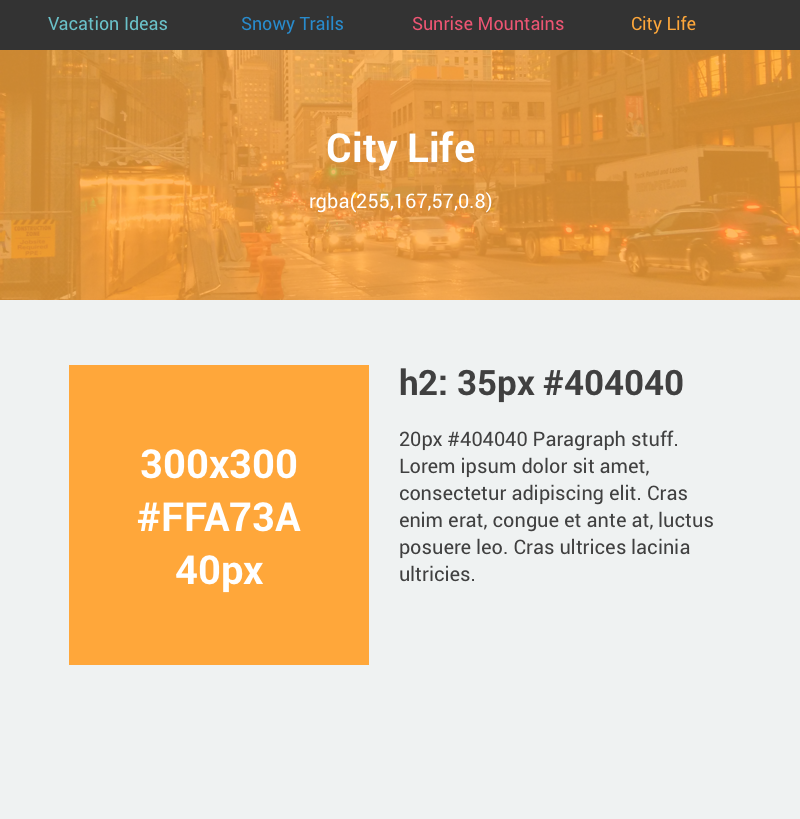 Vacation Ideas Snowy Trails Sunrise Mountains City Life
City Life
rgba(255,167,57,0.8)
300x300
#FFA73A
40px
h2: 35px #404040
20px #404040 Paragraph stuff.
Lorem ipsum dolor sit amet,
consectetur adipiscing elit. Cras
enim erat, congue et ante at, luctus
posuere leo. Cras ultrices lacinia
ultricies.